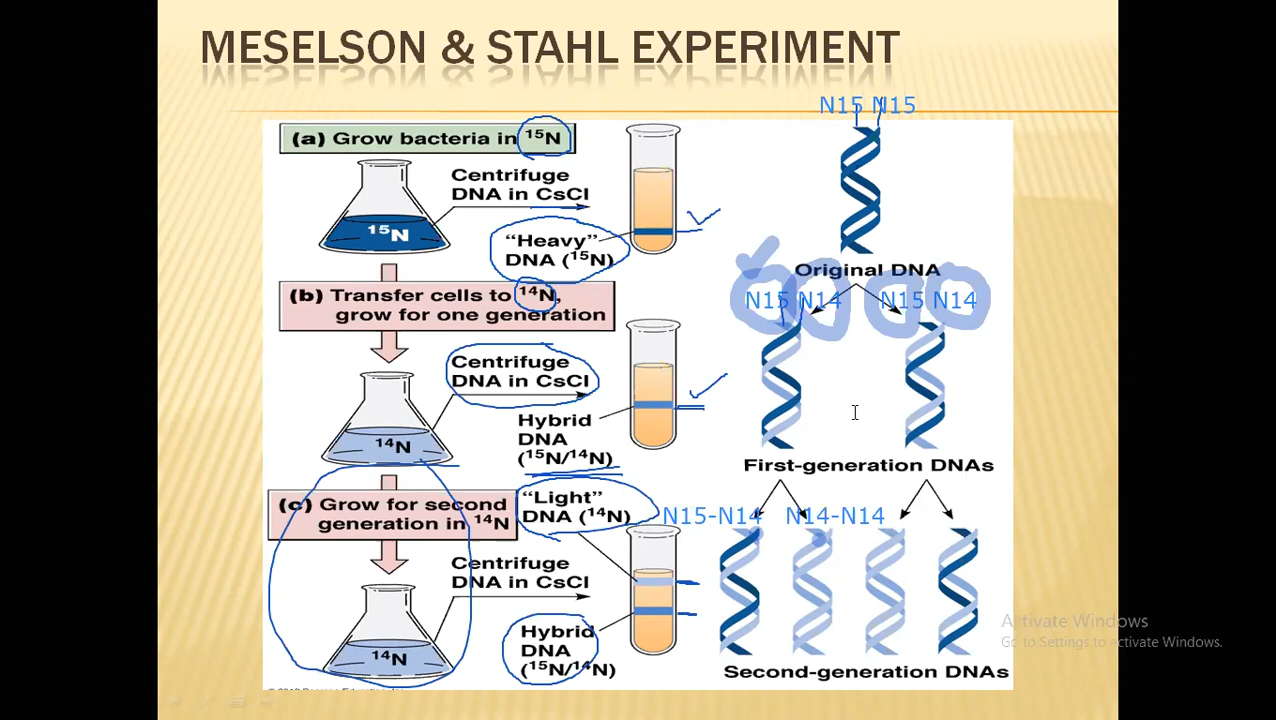 MESELSON & STAHL EXPERIMENT
N15 N15
(a) Grow bacteria in ¹⁵N
Centrifuge
DNA in CsCl
¹⁵N
"Heavy"
DNA (¹⁵N)
Original DNA
N15 N14 N15 N14
(b) Transfer cells to ¹⁴N,
grow for one generation
Centrifuge
DNA in CsCl
¹⁴N
Hybrid
DNA
(¹⁵N/¹⁴N)
First-generation DNAs
(c) Grow for second
generation in ¹⁴N
"Light"
DNA (¹⁴N)
N15-N14 N14-N14
Centrifuge
DNA in CsCl
¹⁴N
Hybrid
DNA
(¹⁵N/¹⁴N)
Second-generation DNAs
Activate Windows
Go to Settings to activate Windows.